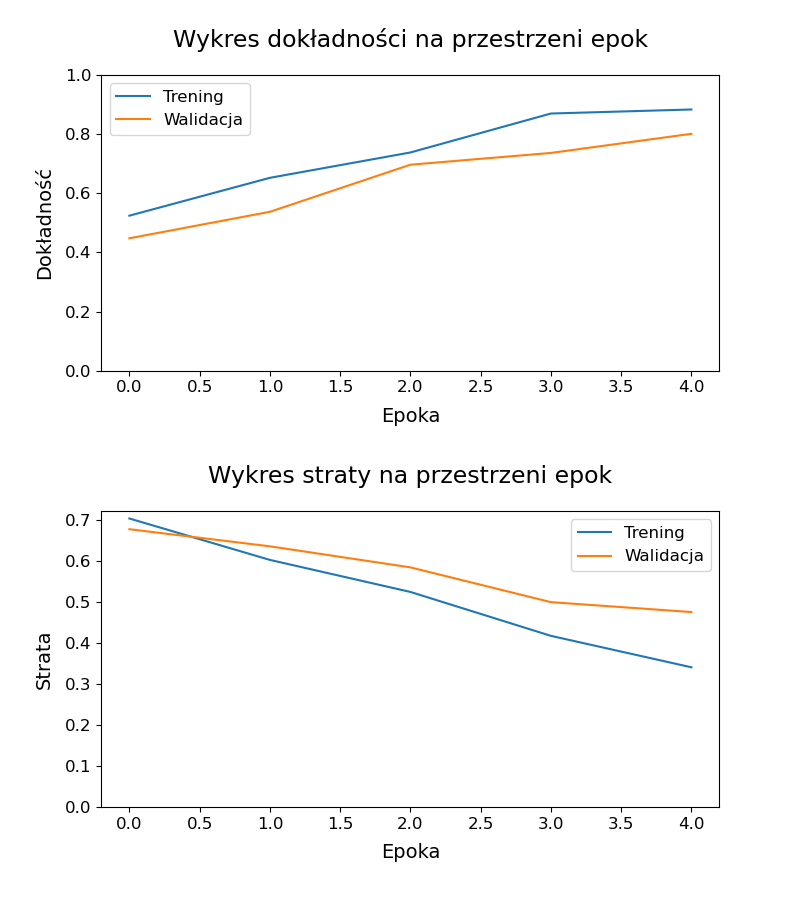 Wykres dokładności na przestrzeni epok
1.0
0.8
0.6
0.4
0.2
0.0
Dokładność
Trening
Walidacja
0.0 0.5 1.0 1.5 2.0 2.5 3.0 3.5 4.0
Epoka
Wykres straty na przestrzeni epok
0.7
0.6
0.5
0.4
0.3
0.2
0.1
0.0
Strata
Trening
Walidacja
0.0 0.5 1.0 1.5 2.0 2.5 3.0 3.5 4.0
Epoka